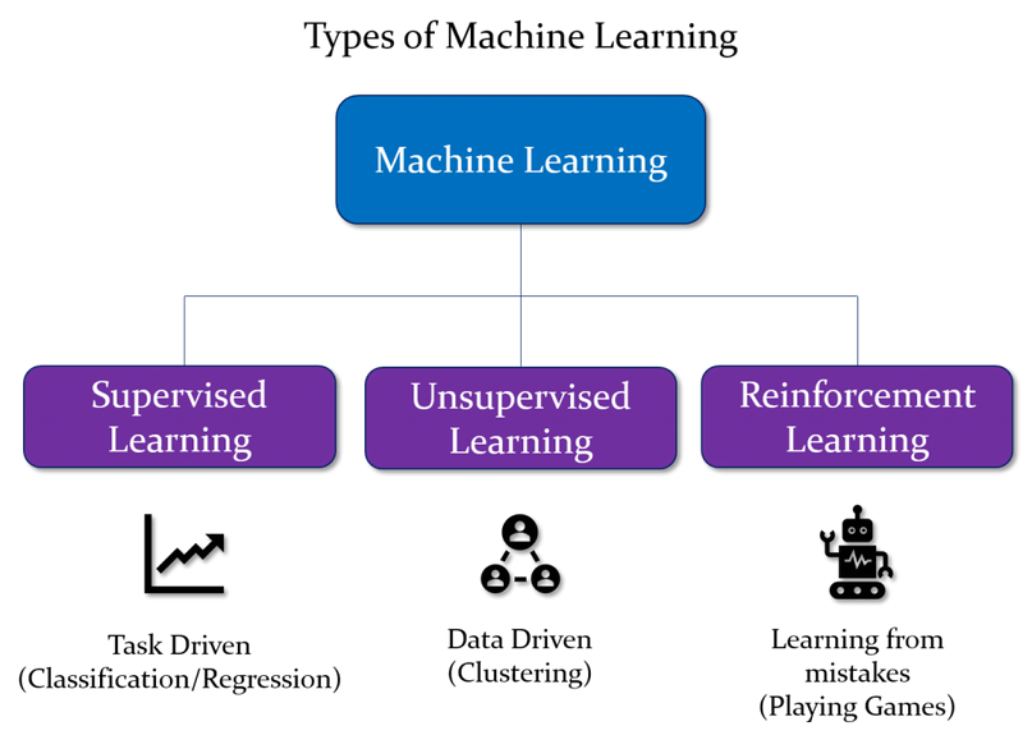 Types of Machine Learning
Machine Learning
Supervised
Learning
Unsupervised
Learning
Reinforcement
Learning
Task Driven
(Classification/Regression)
Data Driven
(Clustering)
Learning from
mistakes
(Playing Games)